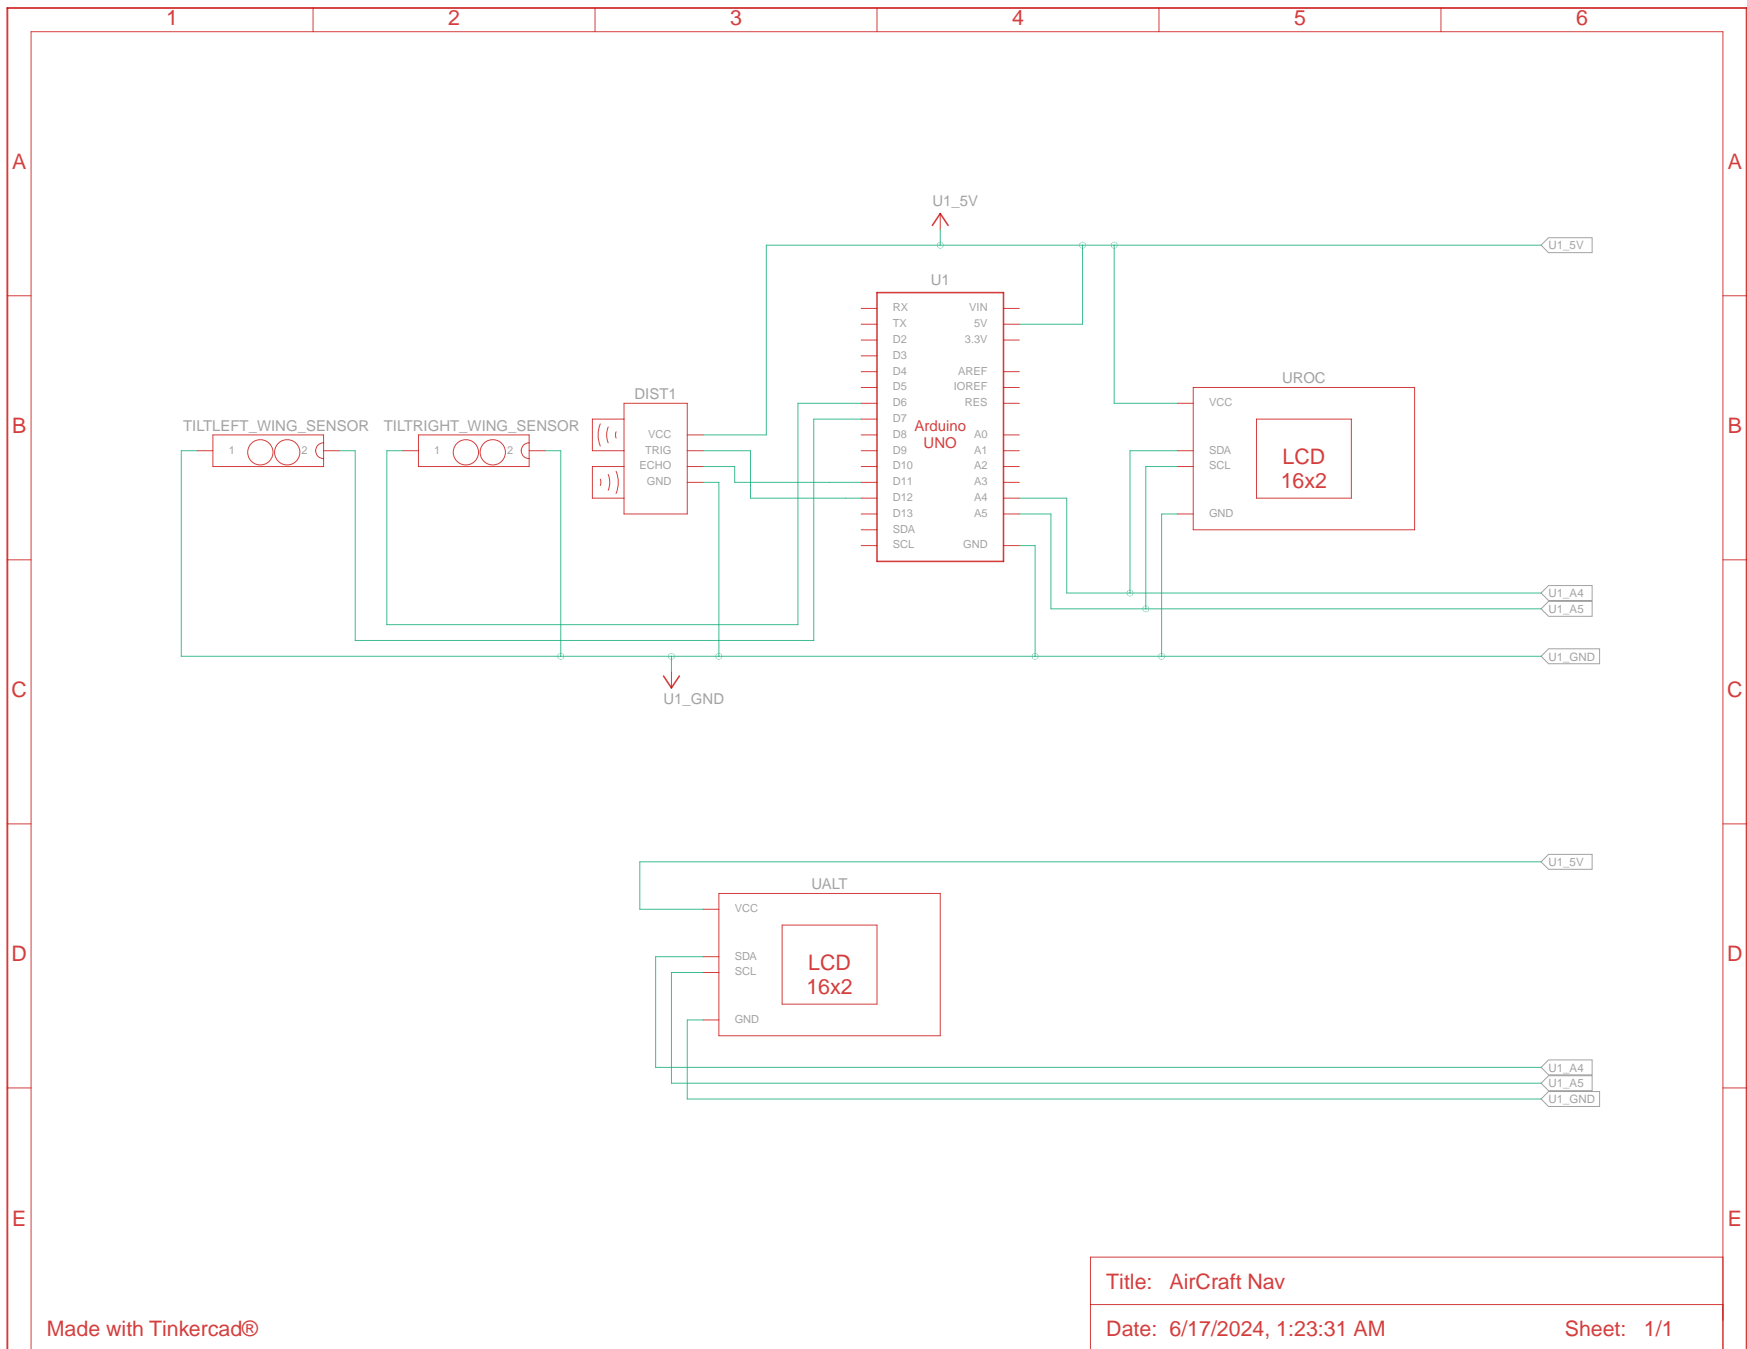 1 2 3 4 5 6
A A
U1_5V
U1_5V
U1
RX VIN
TX 5V
D2 3.3V
D3
D4 AREF
D5 IOREF
D6 RES
D7
D8 A0
D9 A1
D10 A2
D11 A3
D12 A4
D13 A5
SDA
SCL GND
Arduino
UNO
B B
TILTLEFT_WING_SENSOR
1 2
TILTRIGHT_WING_SENSOR
1 2
DIST1
VCC
TRIG
ECHO
GND
UROC
VCC
SDA
SCL
GND
LCD
16x2
U1_A4
U1_A5
U1_GND
C C
U1_GND
U1_5V
UALT
VCC
SDA
SCL
GND
LCD
16x2
D D
U1_A4
U1_A5
U1_GND
E E
Title: AirCraft Nav
Made with Tinkercad®
Date: 6/17/2024, 1:23:31 AM Sheet: 1/1